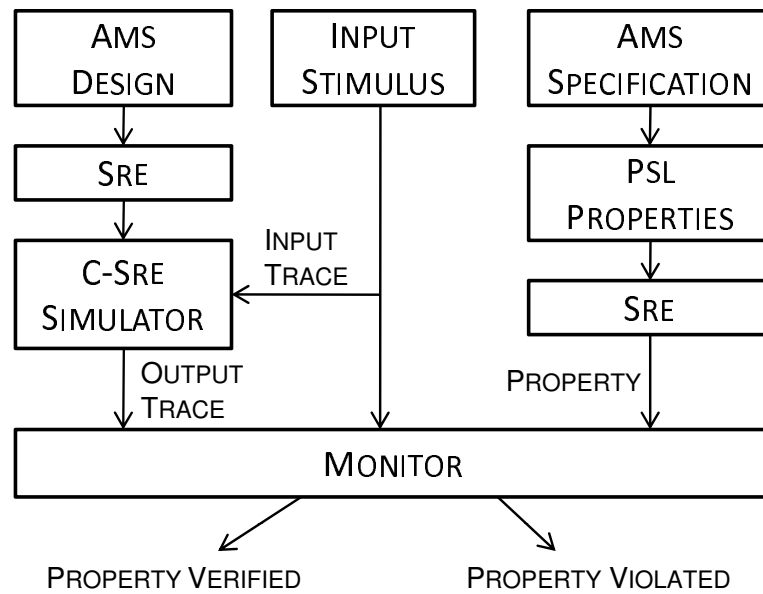 AMS
DESIGN
INPUT
STIMULUS
AMS
SPECIFICATION
SRE
PSL
PROPERTIES
C-SRE
SIMULATOR
INPUT
TRACE
SRE
OUTPUT
TRACE
PROPERTY
MONITOR
PROPERTY VERIFIED
PROPERTY VIOLATED